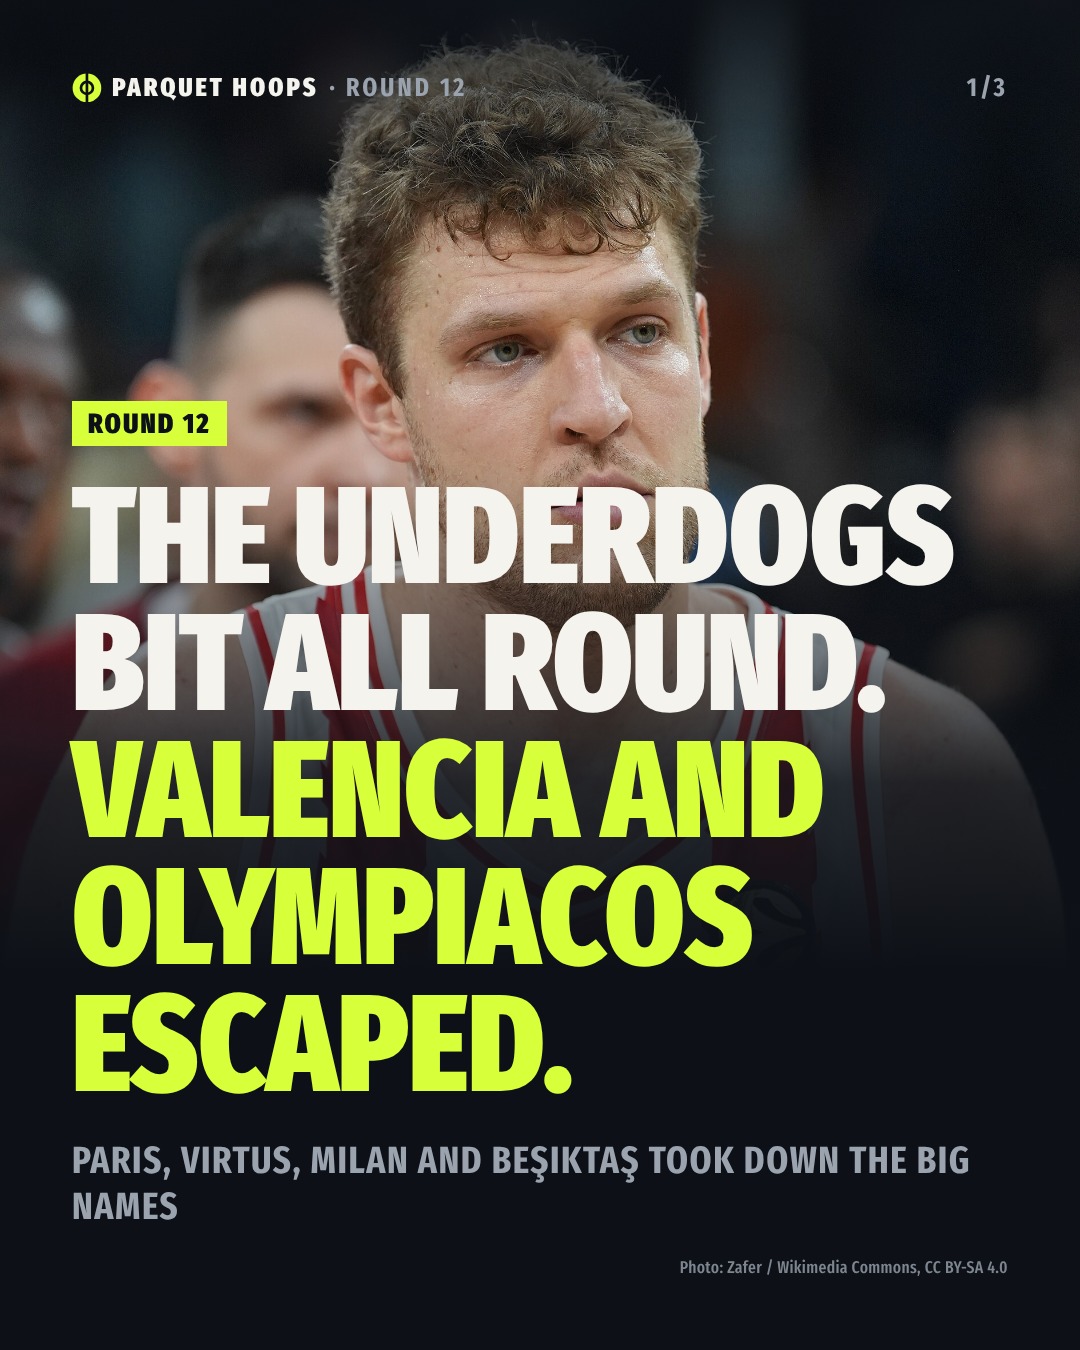 PARQUET HOOPS · ROUND 12
1/3
ROUND 12
THE UNDERDOGS
BIT ALL ROUND.
VALENCIA AND
OLYMPIACOS
ESCAPED.
PARIS, VIRTUS, MILAN AND BEŞIKTAŞ TOOK DOWN THE BIG
NAMES
Photo: Zafer / Wikimedia Commons, CC BY-SA 4.0